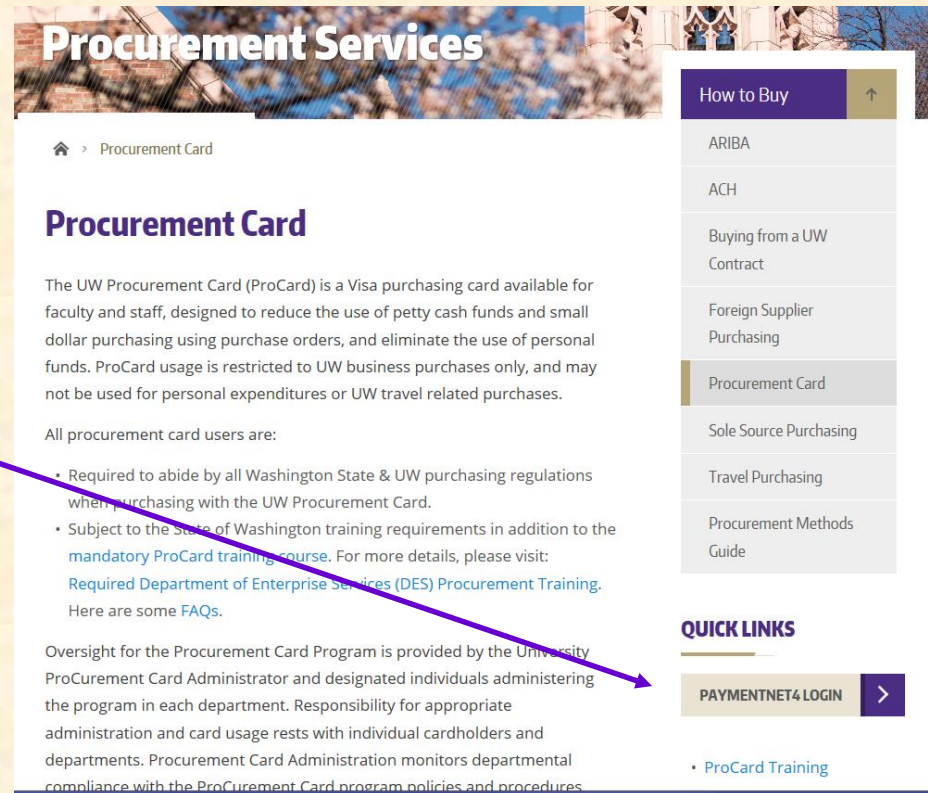 Procurement Services
Procurement Card
Procurement Card
The UW Procurement Card (ProCard) is a Visa purchasing card available for
faculty and staff, designed to reduce the use of petty cash funds and small
dollar purchasing using purchase orders, and eliminate the use of personal
funds. ProCard usage is restricted to UW business purchases only, and may
not be used for personal expenditures or UW travel related purchases.
All procurement card users are:
• Required to abide by all Washington State & UW purchasing regulations
when purchasing with the UW Procurement Card.
• Subject to the State of Washington training requirements in addition to the
mandatory ProCard training course. For more details, please visit:
Required Department of Enterprise Services (DES) Procurement Training.
Here are some FAQs.
Oversight for the Procurement Card Program is provided by the University
ProCurement Card Administrator and designated individuals administering
the program in each department. Responsibility for appropriate
administration and card usage rests with individual cardholders and
departments. Procurement Card Administration monitors departmental
compliance with the ProCurement Card program policies and procedures
How to Buy
ARIBA
ACH
Buying from a UW
Contract
Foreign Supplier
Purchasing
Procurement Card
Sole Source Purchasing
Travel Purchasing
Procurement Methods
Guide
QUICK LINKS
PAYMENTNET4 LOGIN
• ProCard Training